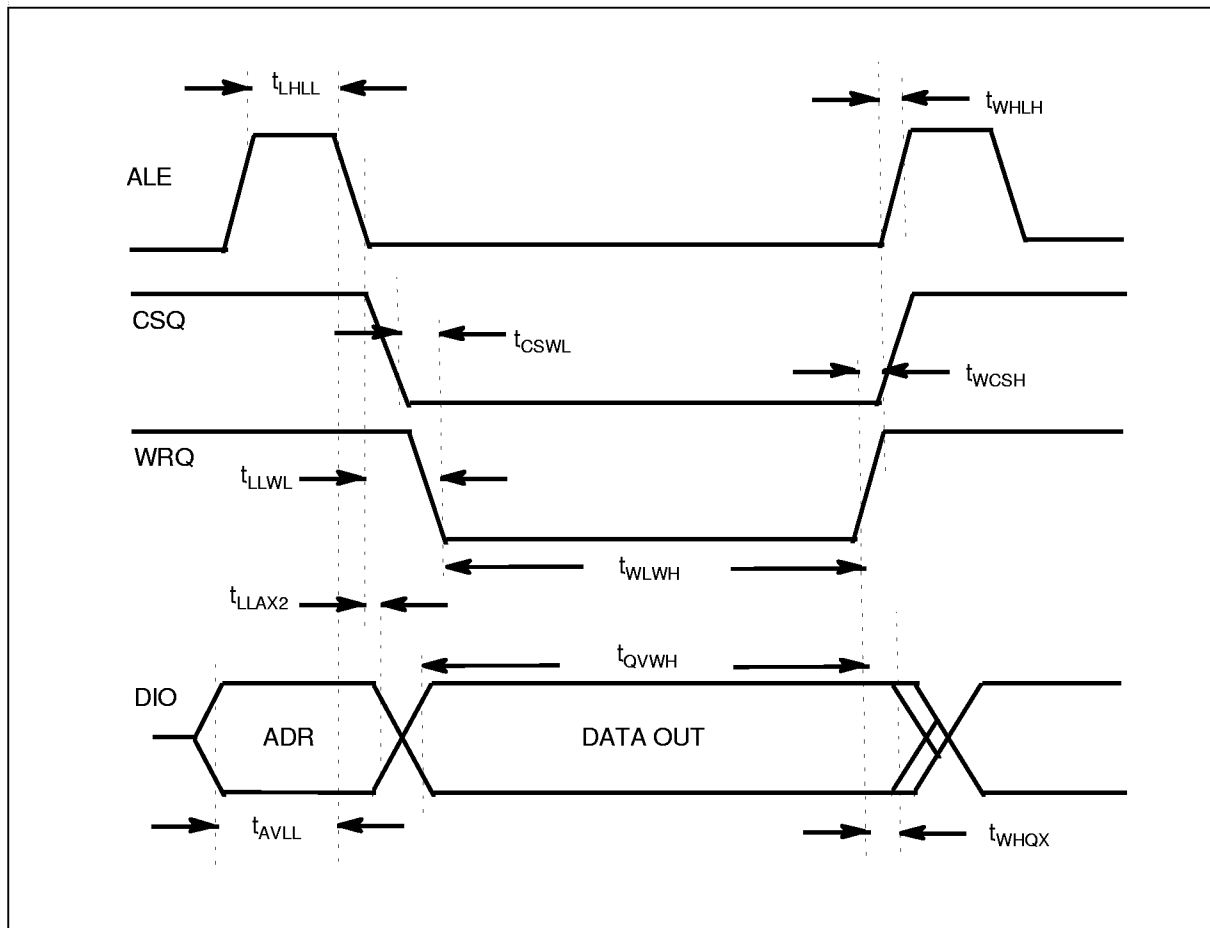 tLHLL
tWHLH
ALE
CSQ
tCSWL
tWCSH
WRQ
tLLWL
tWLWH
tLLAX2
tQVWH
DIO
ADR
DATA OUT
tAVLL
tWHQX